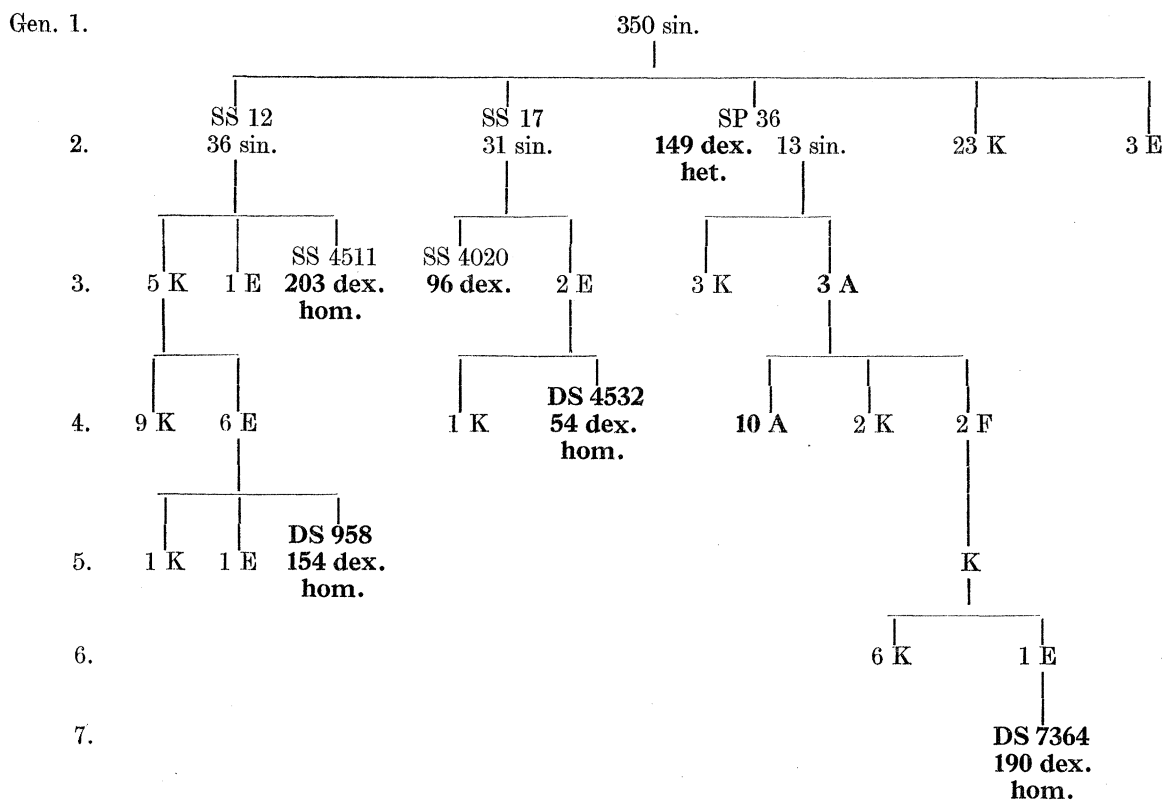 Gen. 1. 350 sin.
SS 12 SS 17 SP 36
2. 36 sin. 31 sin. 149 dex. 13 sin. 23 K 3 E
het.
SS 4511 SS 4020
3. 5 K 1 E 203 dex. 96 dex. 2 E 3 K 3 A
hom.
DS 4532
4. 9 K 6 E 1 K 54 dex. 10 A 2 K 2 F
hom.
DS 958
5. 1 K 1 E 154 dex. K
hom.
6. 6 K 1 E
7. DS 7364
190 dex.
hom.